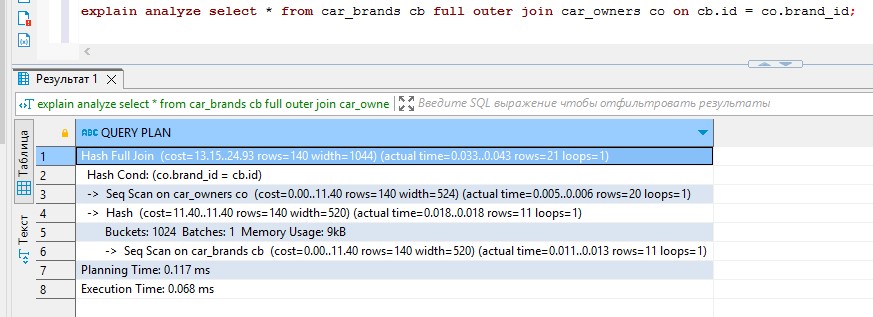 explain analyze select * from car_brands cb full outer join car_owners co on cb.id = co.brand_id;
Результат 1
explain analyze select * from car_brands cb full outer join car_owne
Введите SQL выражение чтобы отфильтровать результаты
Таблица
Текст
ABC QUERY PLAN
1 Hash Full Join (cost=13.15..24.93 rows=140 width=1044) (actual time=0.033..0.043 rows=21 loops=1)
2 Hash Cond: (co.brand_id = cb.id)
3 -> Seq Scan on car_owners co (cost=0.00..11.40 rows=140 width=524) (actual time=0.005..0.006 rows=20 loops=1)
4 -> Hash (cost=11.40..11.40 rows=140 width=520) (actual time=0.018..0.018 rows=11 loops=1)
5 Buckets: 1024 Batches: 1 Memory Usage: 9kB
6 -> Seq Scan on car_brands cb (cost=0.00..11.40 rows=140 width=520) (actual time=0.011..0.013 rows=11 loops=1)
7 Planning Time: 0.117 ms
8 Execution Time: 0.068 ms